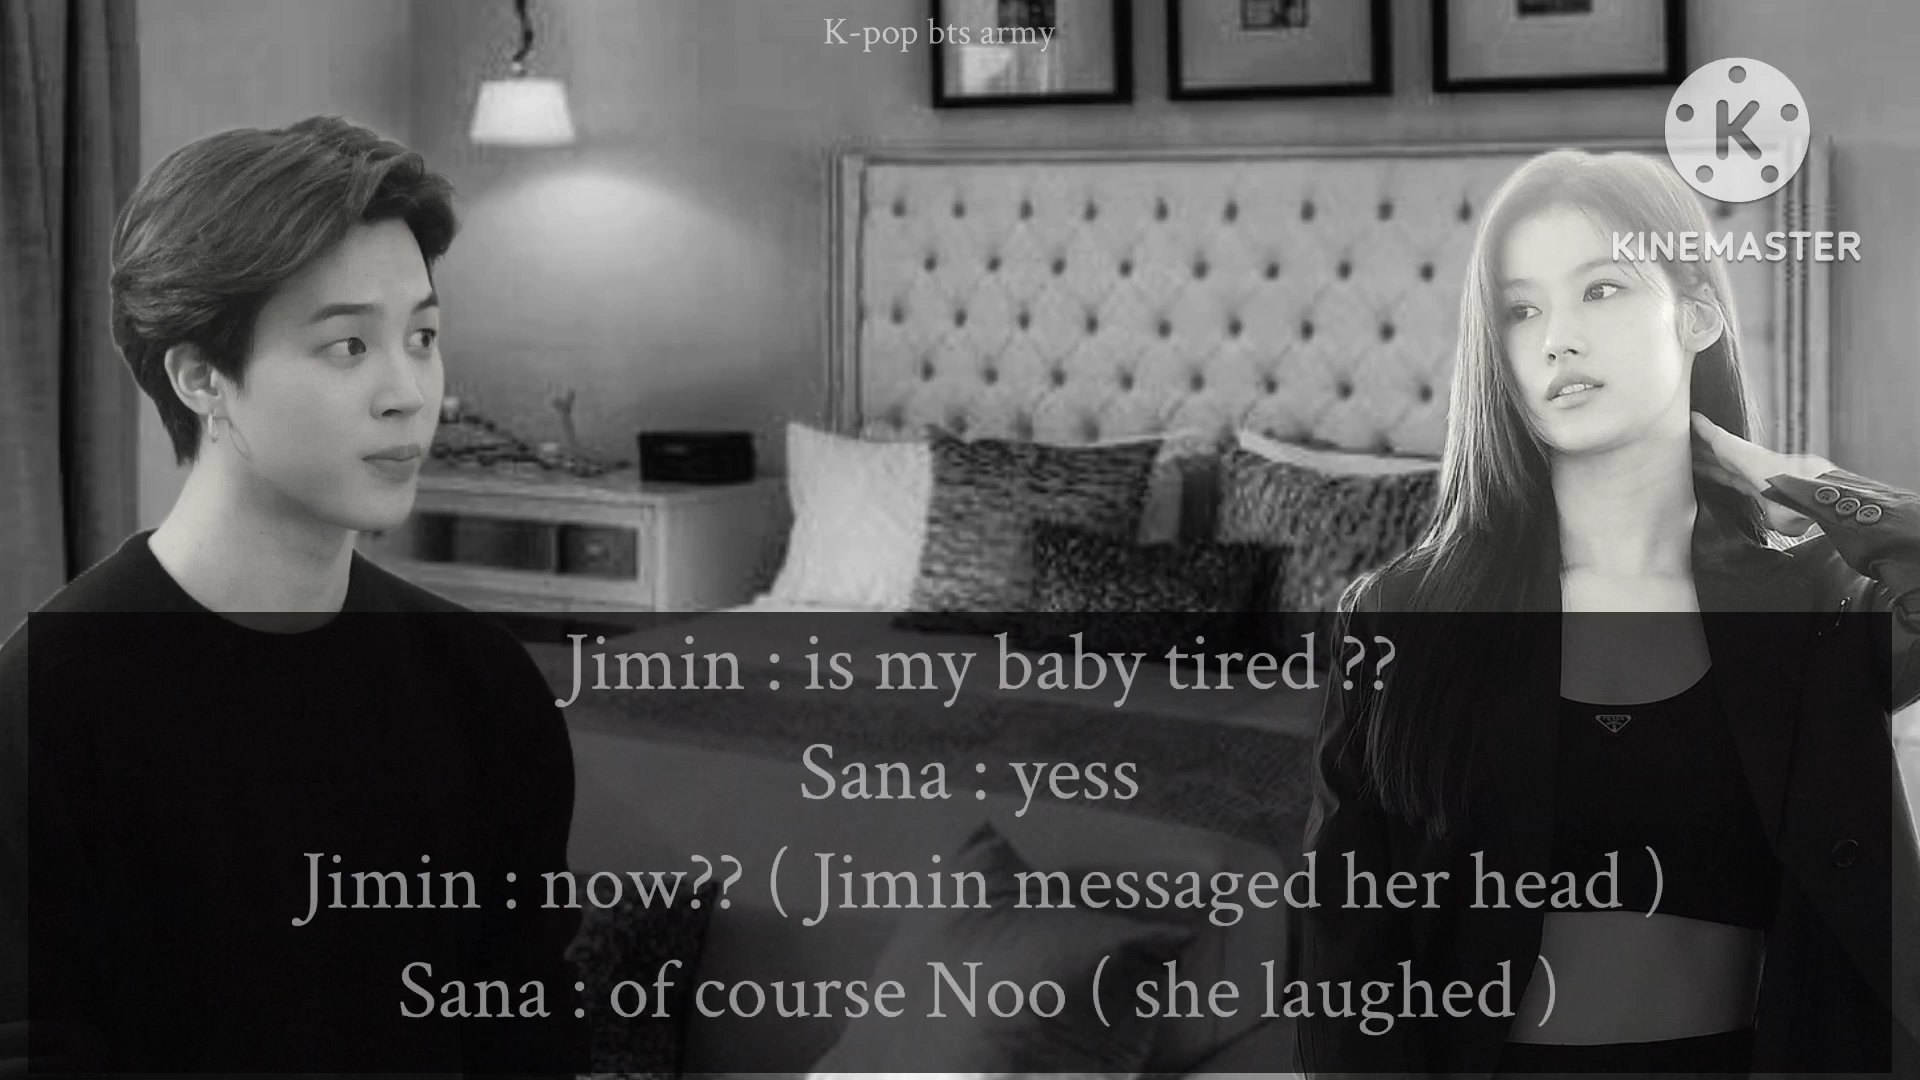 K-pop bts army
K
KINEMASTER
PRADA
Jimin : is my baby tired ??
Sana : yess
Jimin : now?? ( Jimin messaged her head )
Sana : of course Noo ( she laughed )